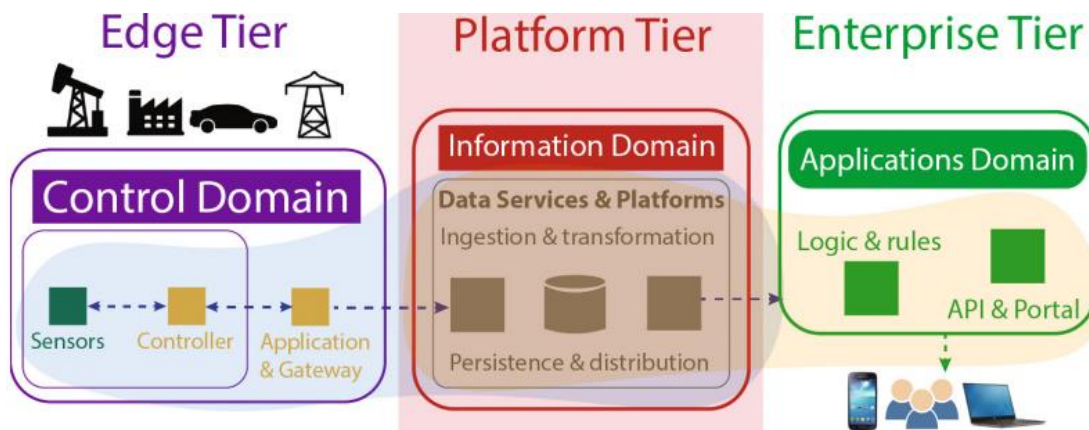 Edge Tier
Platform Tier
Enterprise Tier
Control Domain
Sensors
Controller
Application
& Gateway
Information Domain
Data Services & Platforms
Ingestion & transformation
Persistence & distribution
Applications Domain
Logic & rules
API & Portal